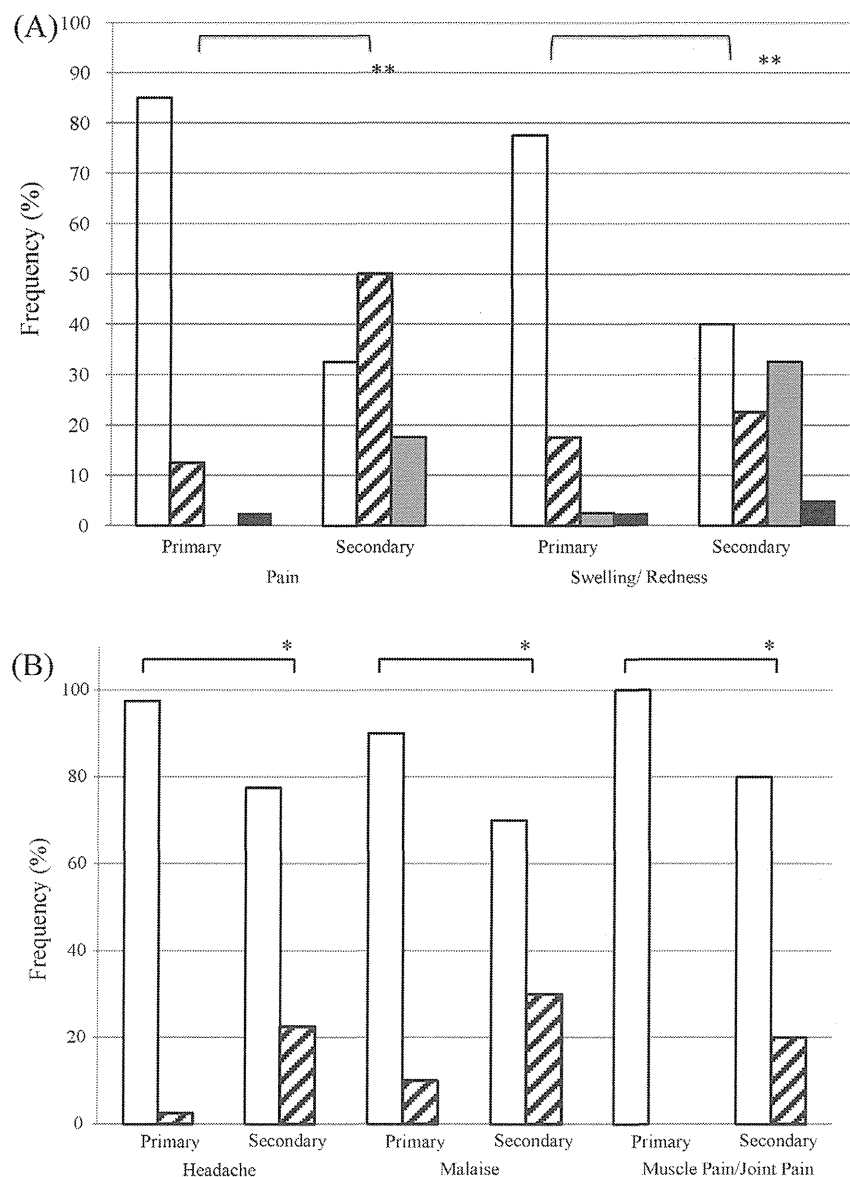 (A)
Frequency (%)
100
90
80
70
60
50
40
30
20
10
0
** **
Primary Secondary Primary Secondary
Pain Swelling/ Redness
(B)
Frequency (%)
100
80
60
40
20
0
* * *
Primary Secondary Primary Secondary Primary Secondary
Headache Malaise Muscle Pain/Joint Pain